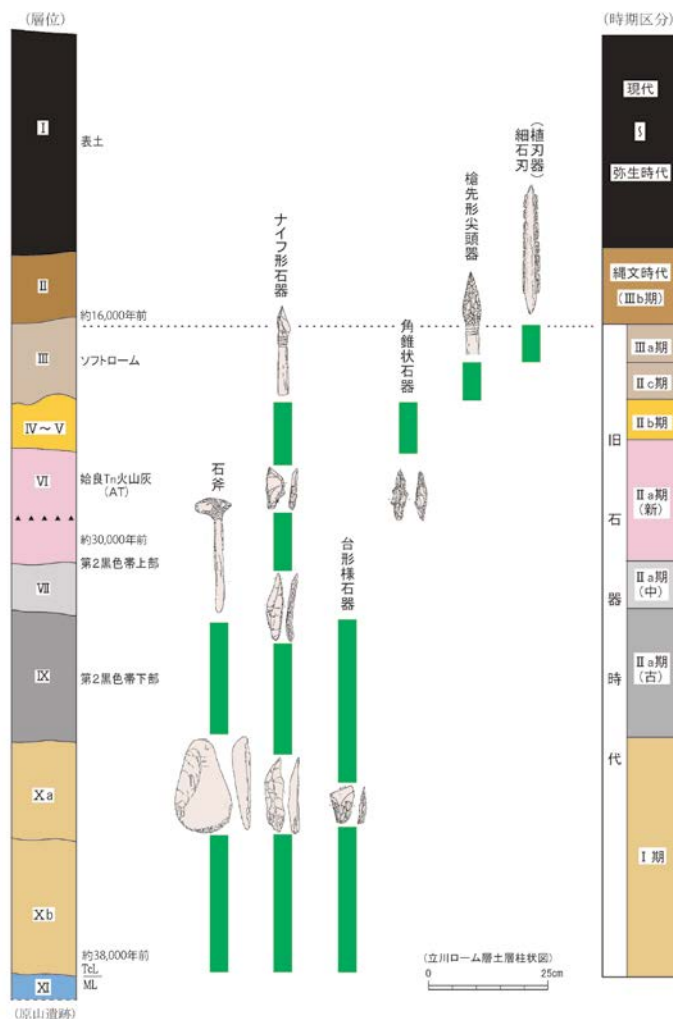 (層位)
(時期区分)
Ⅰ
表土
Ⅱ
約16,000年前
Ⅲ
ソフトローム
Ⅳ～Ⅴ
Ⅵ
姶良Tn火山灰
(AT)
約30,000年前
第2黒色帯上部
Ⅶ
Ⅸ
第2黒色帯下部
Ⅹa
Ⅹb
約38,000年前
TcL
ML
Ⅺ
(原山遺跡)
石斧
ナイフ形石器
台形様石器
角錐状石器
槍先形尖頭器
(植刃器)
細石刃
現代
～
弥生時代
縄文時代
(Ⅲb期)
旧石器時代
Ⅲa期
Ⅱc期
Ⅱb期
Ⅱa期
(新)
Ⅱa期
(中)
Ⅱa期
(古)
Ⅰ期
(立川ローム層土層柱状図)
0 25cm